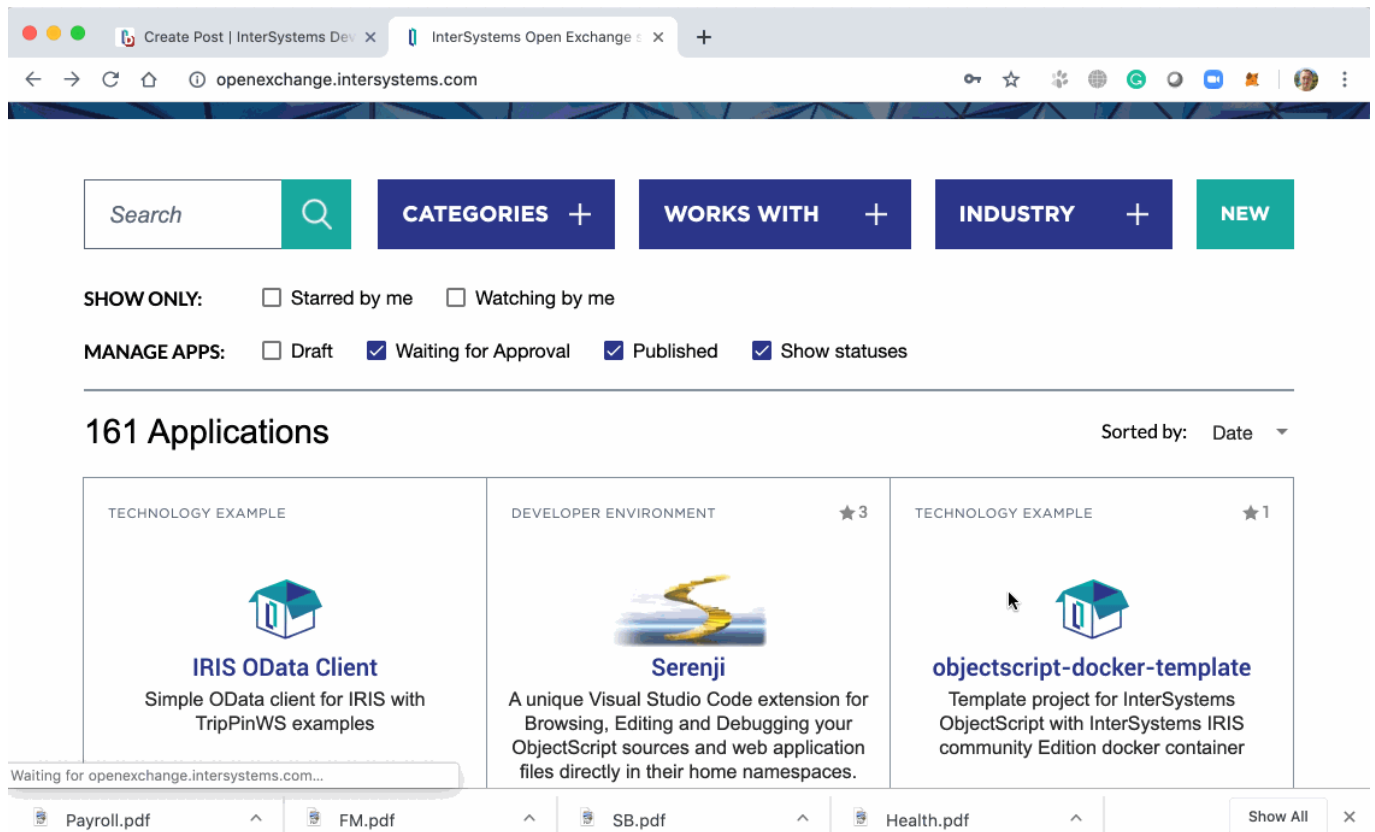 Create Post | InterSystems Dev
InterSystems Open Exchange s
openexchange.intersystems.com
Search
CATEGORIES +
WORKS WITH +
INDUSTRY +
NEW
SHOW ONLY: Starred by me Watching by me
MANAGE APPS: Draft Waiting for Approval Published Show statuses
161 Applications
Sorted by: Date
TECHNOLOGY EXAMPLE
DEVELOPER ENVIRONMENT ★3
TECHNOLOGY EXAMPLE ★1
IRIS OData Client
Simple OData client for IRIS with
TripPinWS examples
Serenji
A unique Visual Studio Code extension for
Browsing, Editing and Debugging your
ObjectScript sources and web application
files directly in their home namespaces.
objectscript-docker-template
Template project for InterSystems
ObjectScript with InterSystems IRIS
community Edition docker container
Waiting for openexchange.intersystems.com...
Payroll.pdf
FM.pdf
SB.pdf
Health.pdf
Show All